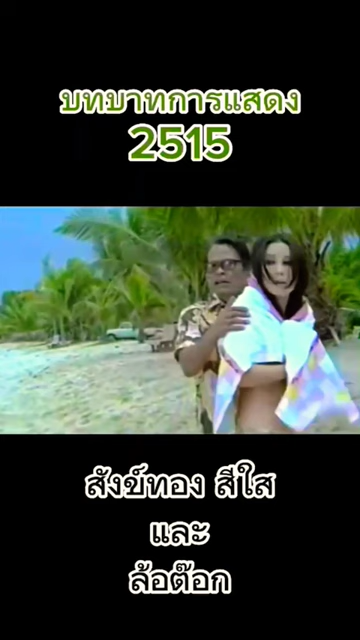 บทบาทการแสดง
2515
สังข์ทอง สีใส
และ
ล้อต๊อก